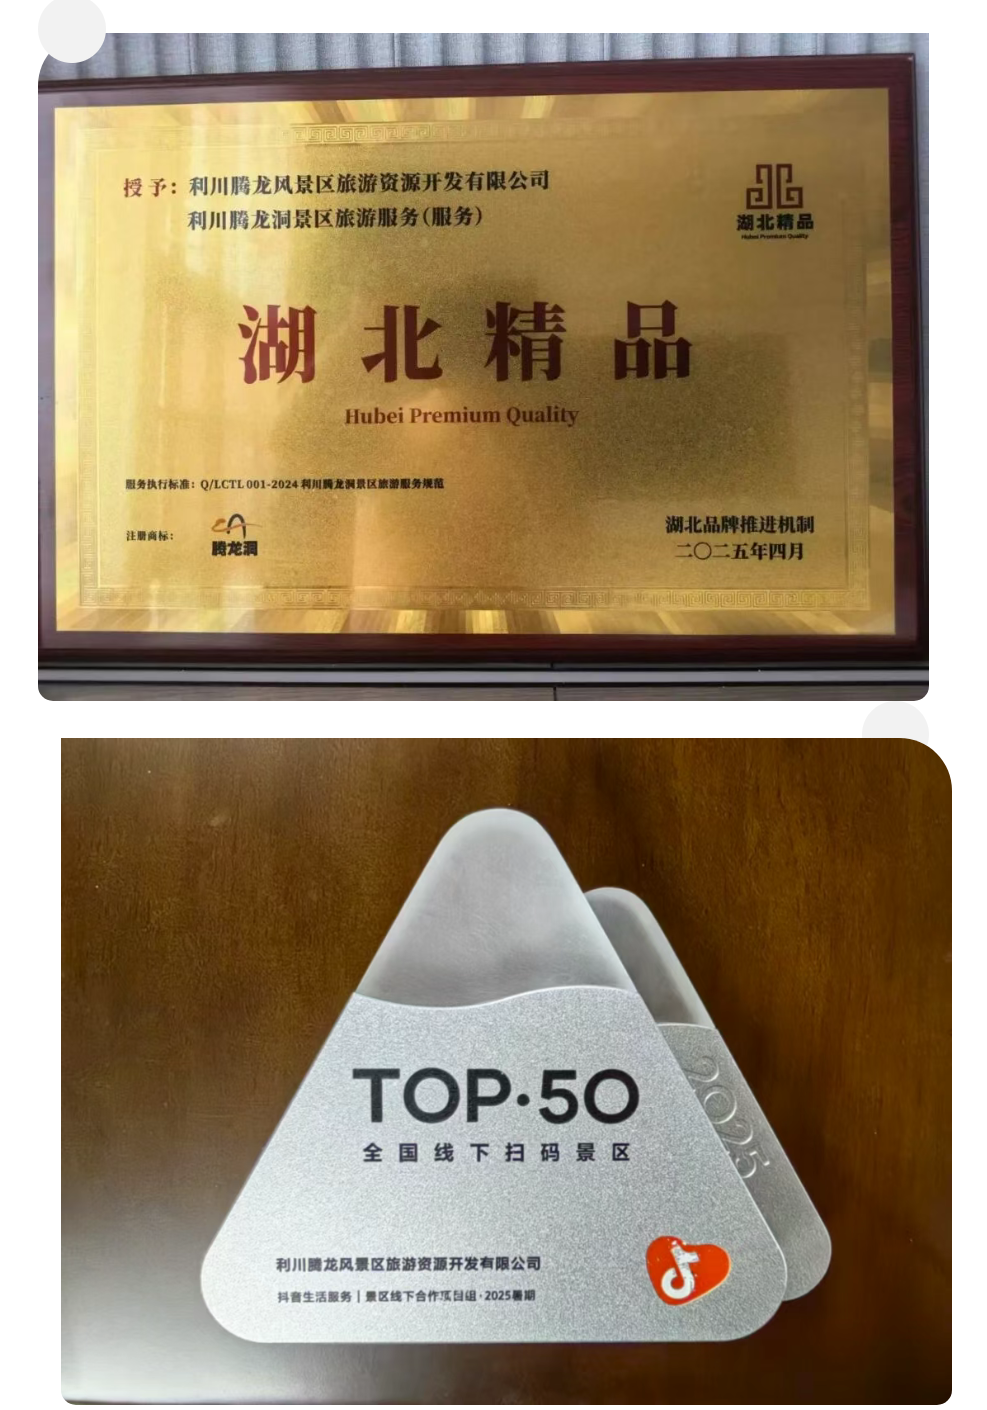 授予：利川腾龙风景区旅游资源开发有限公司
利川腾龙洞景区旅游服务（服务）
湖北精品
Hubei Premium Quality
湖北精品
Hubei Premium Quality
服务执行标准：Q/LCTL 001-2024 利川腾龙洞景区旅游服务规范
注册商标：
腾龙洞
湖北品牌推进机制
二〇二五年四月
TOP·50
全国线下扫码景区
2025
利川腾龙风景区旅游资源开发有限公司
抖音生活服务｜景区线下合作项目组·2025暑期